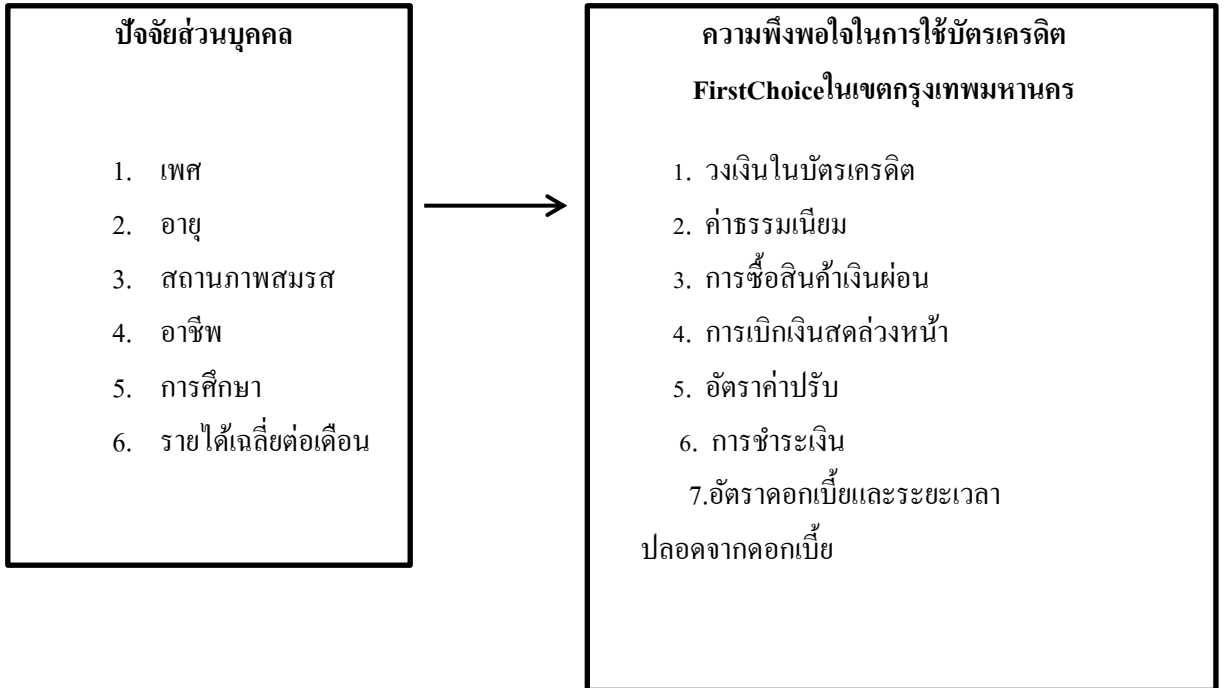 ปัจจัยส่วนบุคคล
1. เพศ
2. อายุ
3. สถานภาพสมรส
4. อาชีพ
5. การศึกษา
6. รายได้เฉลี่ยต่อเดือน
ความพึงพอใจในการใช้บัตรเครดิต
FirstChoiceในเขตกรุงเทพมหานคร
1. วงเงินในบัตรเครดิต
2. ค่าธรรมเนียม
3. การซื้อสินค้าเงินผ่อน
4. การเบิกเงินสดล่วงหน้า
5. อัตราค่าปรับ
6. การชำระเงิน
7.อัตราดอกเบี้ยและระยะเวลา
ปลอดจากดอกเบี้ย